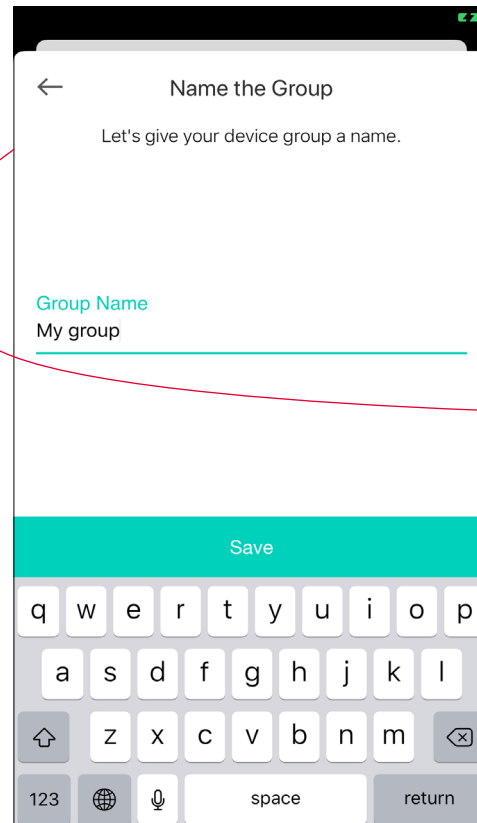 Name the Group
Let's give your device group a name.
Group Name
My group
Save
q w e r t y u i o p
a s d f g h j k l
z x c v b n m
123 space return